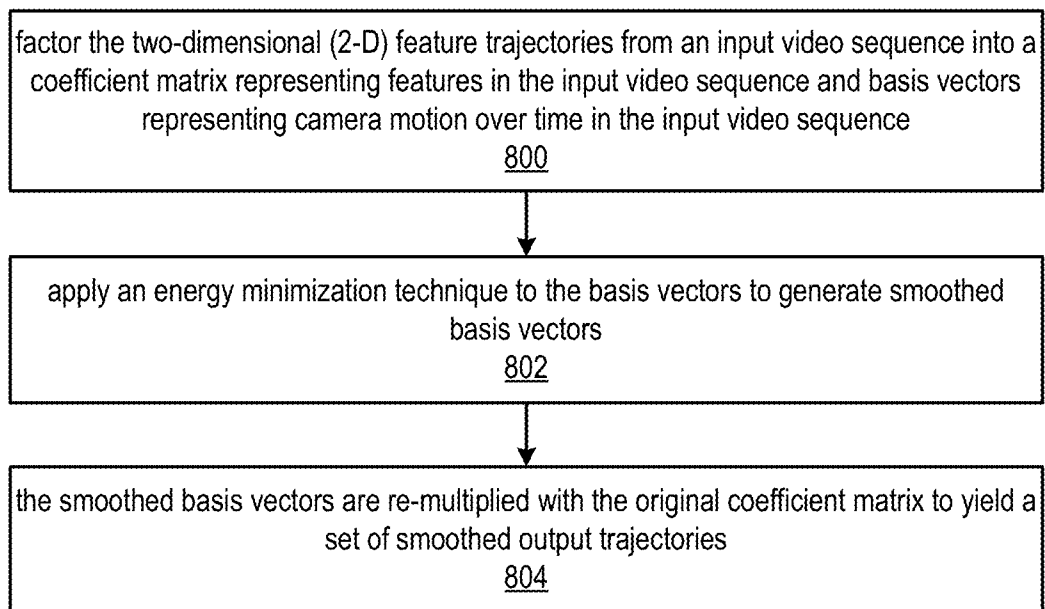 factor the two-dimensional (2-D) feature trajectories from an input video sequence into a
coefficient matrix representing features in the input video sequence and basis vectors
representing camera motion over time in the input video sequence
800
apply an energy minimization technique to the basis vectors to generate smoothed
basis vectors
802
the smoothed basis vectors are re-multiplied with the original coefficient matrix to yield a
set of smoothed output trajectories
804